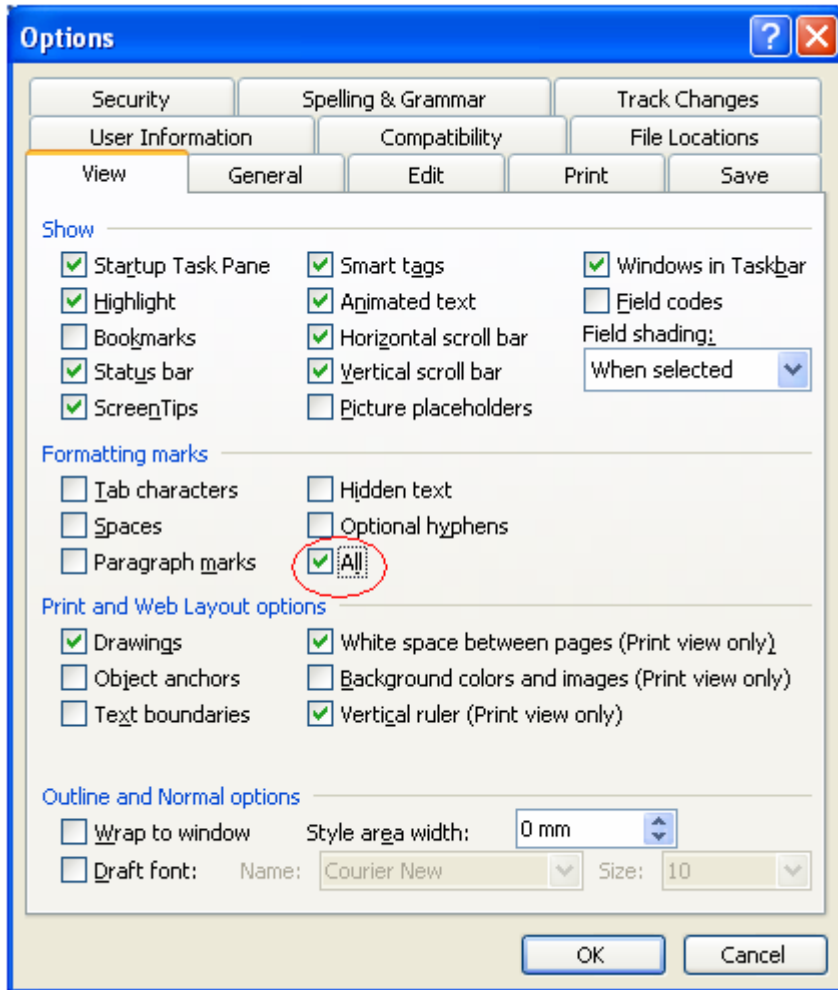 Options
Security Spelling & Grammar Track Changes
User Information Compatibility File Locations
View General Edit Print Save
Show
Startup Task Pane Smart tags Windows in Taskbar
Highlight Animated text Field codes
Bookmarks Horizontal scroll bar Field shading:
Status bar Vertical scroll bar When selected
ScreenTips Picture placeholders
Formatting marks
Tab characters Hidden text
Spaces Optional hyphens
Paragraph marks All
Print and Web Layout options
Drawings White space between pages (Print view only)
Object anchors Background colors and images (Print view only)
Text boundaries Vertical ruler (Print view only)
Outline and Normal options
Wrap to window Style area width: 0 mm
Draft font: Name: Courier New Size: 10
OK Cancel